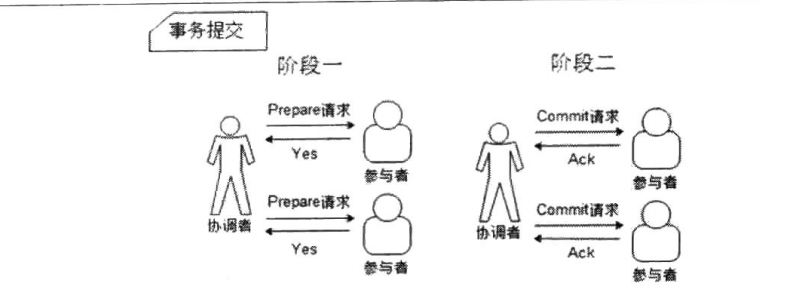 事务提交
阶段一
阶段二
Prepare请求
Yes
参与者
Prepare请求
Yes
协调者
参与者
Commit请求
Ack
参与者
Commit请求
Ack
协调者
参与者